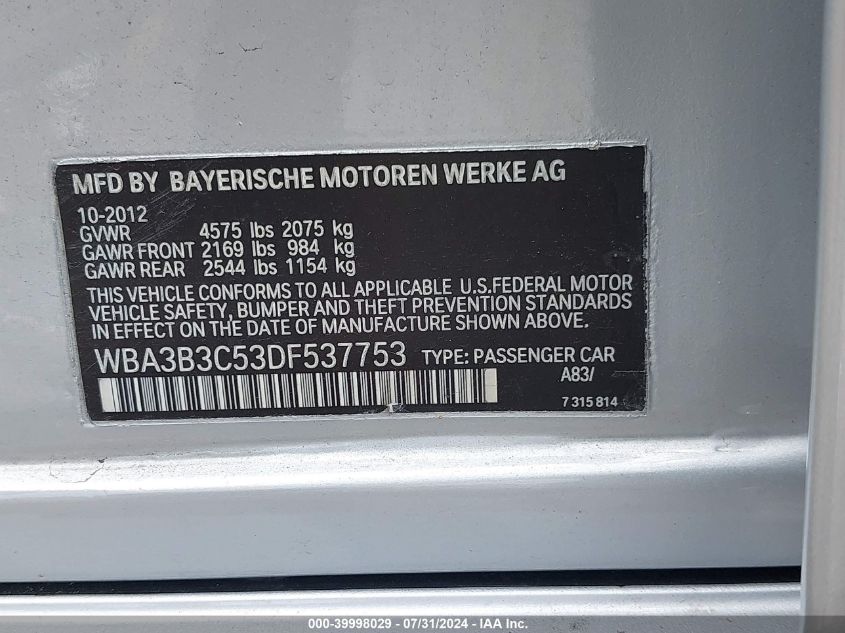 MFD BY BAYERISCHE MOTOREN WERKE AG
10-2012
GVWR 4575 lbs 2075 kg
GAWR FRONT 2169 lbs 984 kg
GAWR REAR 2544 lbs 1154 kg
THIS VEHICLE CONFORMS TO ALL APPLICABLE U.S.FEDERAL MOTOR
VEHICLE SAFETY, BUMPER AND THEFT PREVENTION STANDARDS
IN EFFECT ON THE DATE OF MANUFACTURE SHOWN ABOVE.
WBA3B3C53DF537753 TYPE: PASSENGER CAR
A83/
7 315 814
000-39998029 - 07/31/2024 - IAA Inc.